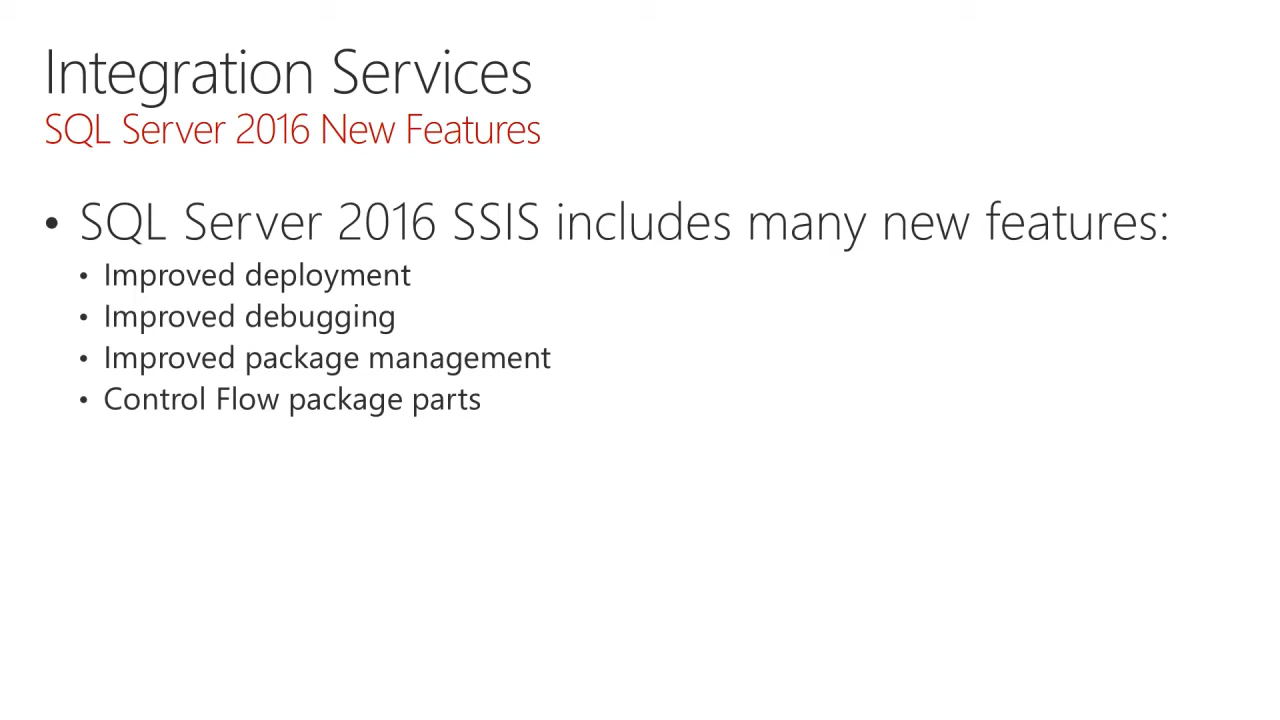 Integration Services
SQL Server 2016 New Features
• SQL Server 2016 SSIS includes many new features:
• Improved deployment
• Improved debugging
• Improved package management
• Control Flow package parts